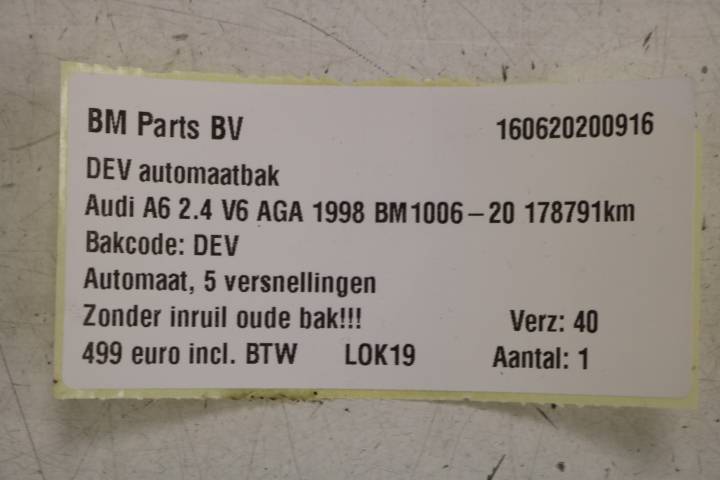 BM Parts BV 160620200916
DEV automaatbak
Audi A6 2.4 V6 AGA 1998 BM1006-20 178791km
Bakcode: DEV
Automaat, 5 versnellingen
Zonder inruil oude bak!!! Verz: 40
499 euro incl. BTW LOK19 Aantal: 1